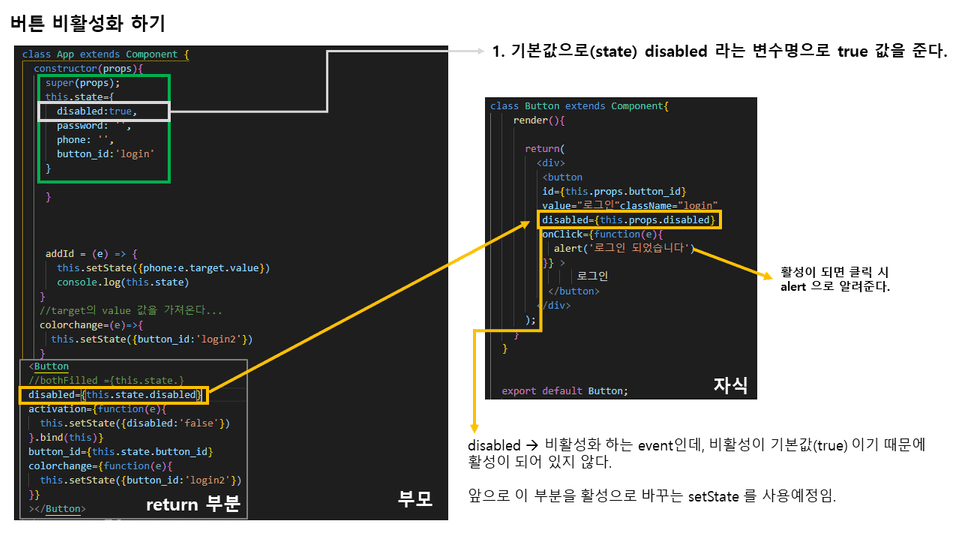 버튼 비활성화 하기
1. 기본값으로(state) disabled 라는 변수명으로 true 값을 준다.
class App extends Component {
constructor(props){
super(props);
this.state={
disabled:true,
password: '',
phone: '',
button_id:'login'
}
}
addId = (e) => {
this.setState({phone:e.target.value})
console.log(this.state)
}
//target의 value 값을 가져온다...
colorchange=(e)=>{
this.setState({button_id:'login2'})
}
<Button
//bothFilled ={this.state.}
disabled={this.state.disabled}
activation={function(e){
this.setState({disabled:'false'})
}.bind(this)}
button_id={this.state.button_id}
colorchange={function(e){
this.setState({button_id:'login2'})
}}
></Button>
return 부분
부모
class Button extends Component{
render(){
return(
<div>
<button
id={this.props.button_id}
value="로그인"className="login"
disabled={this.props.disabled}
onClick={function(e){
alert('로그인 되었습니다')
}} >
로그인
</button>
</div>
);
}
}
export default Button;
자식
활성이 되면 클릭 시
alert 으로 알려준다.
disabled → 비활성화 하는 event인데, 비활성이 기본값(true) 이기 때문에
활성이 되어 있지 않다.
앞으로 이 부분을 활성으로 바꾸는 setState 를 사용예정임.